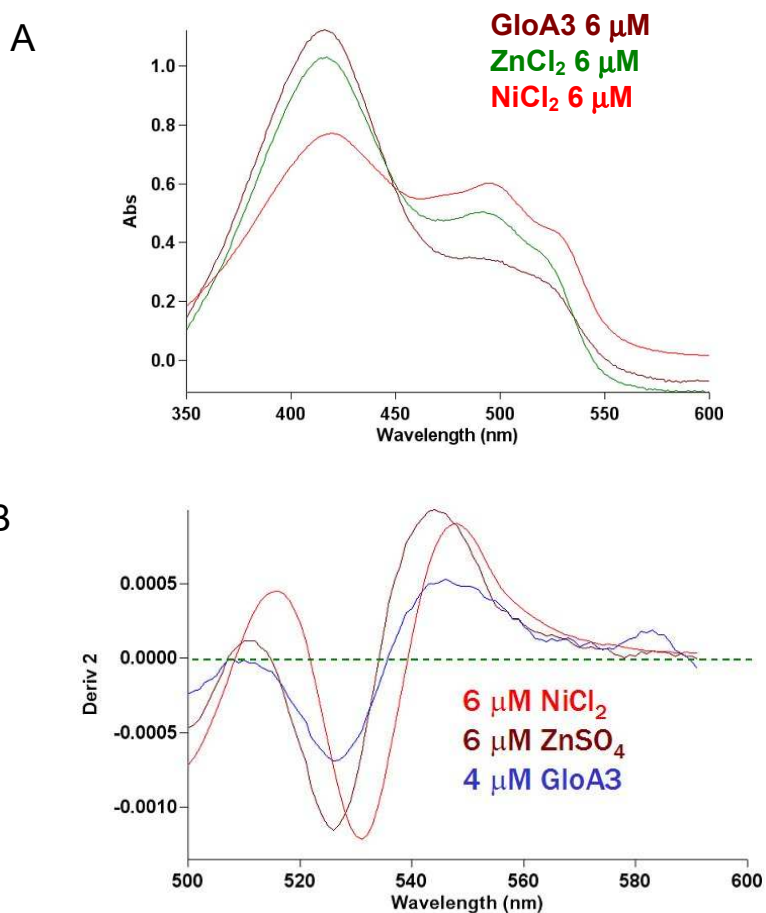 A
GloA3 6 μM
ZnCl₂ 6 μM
NiCl₂ 6 μM
1.0
0.8
0.6
0.4
0.2
0.0
Abs
350 400 450 500 550 600
Wavelength (nm)
B
0.0005
0.0000
-0.0005
-0.0010
Deriv 2
6 μM NiCl₂
6 μM ZnSO₄
4 μM GloA3
500 520 540 560 580 600
Wavelength (nm)